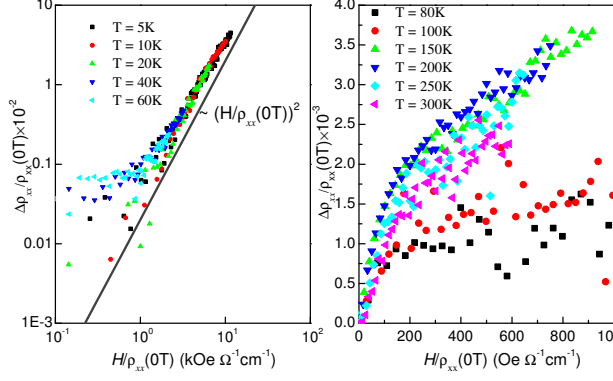 T = 5K
T = 10K
T = 20K
T = 40K
T = 60K
~ (H/ρxx(0T))²
Δρxx/ρxx(0T)×10⁻²
10
1
0.1
0.01
1E-3
10⁻¹
10⁰
10¹
10²
H/ρxx(0T) (kOe Ω⁻¹cm⁻¹)
T = 80K
T = 100K
T = 150K
T = 200K
T = 250K
T = 300K
Δρxx/ρxx(0T)×10⁻³
4.0
3.5
3.0
2.5
2.0
1.5
1.0
0.5
0.0
0
200
400
600
800
H/ρxx(0T) (Oe Ω⁻¹cm⁻¹)